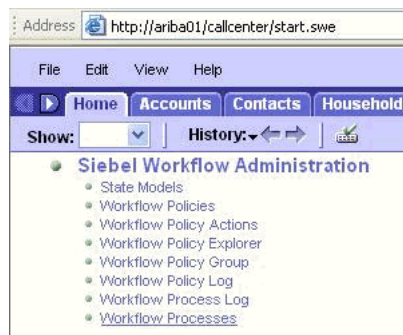 Address http://ariba01/callcenter/start.swe
File Edit View Help
Home Accounts Contacts Household
Show: History:
Siebel Workflow Administration
State Models
Workflow Policies
Workflow Policy Actions
Workflow Policy Explorer
Workflow Policy Group
Workflow Policy Log
Workflow Process Log
Workflow Processes